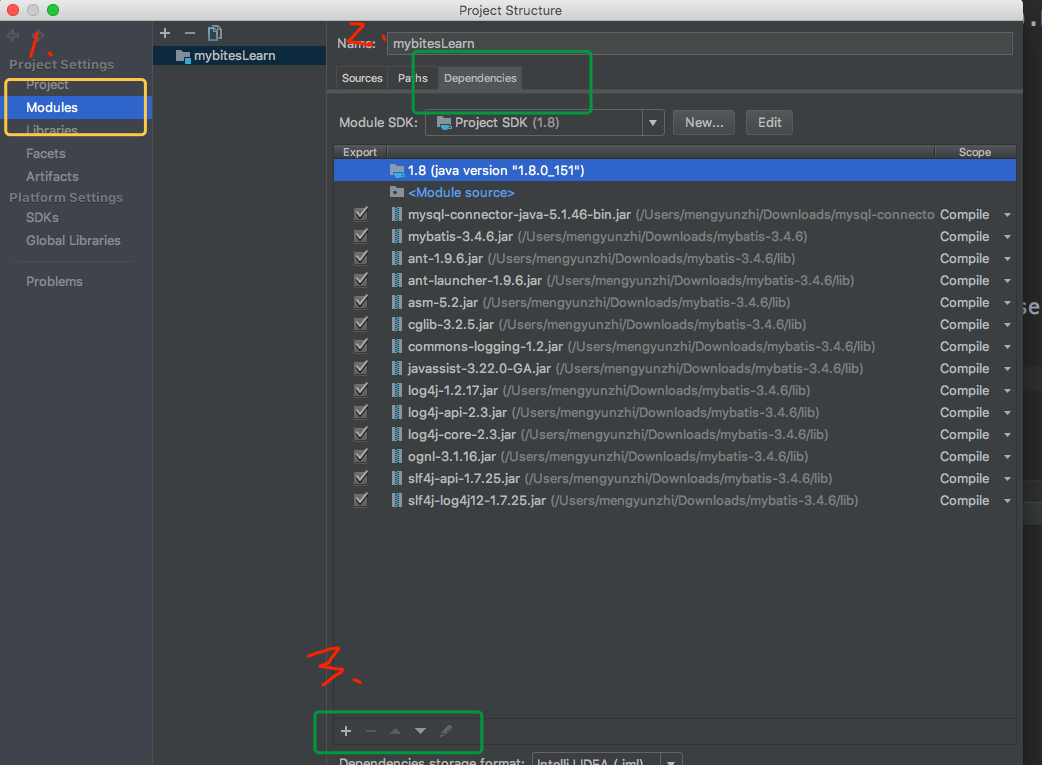 Project Structure
1.
2.
Name: mybitesLearn
Project Settings
Project
Modules
Libraries
Facets
Artifacts
Platform Settings
SDKs
Global Libraries
Problems
mybitesLearn
Sources Paths Dependencies
Module SDK: Project SDK (1.8) New... Edit
Export Scope
1.8 (java version "1.8.0_151")
<Module source>
mysql-connector-java-5.1.46-bin.jar (/Users/mengyunzhi/Downloads/mysql-connecto Compile
mybatis-3.4.6.jar (/Users/mengyunzhi/Downloads/mybatis-3.4.6) Compile
ant-1.9.6.jar (/Users/mengyunzhi/Downloads/mybatis-3.4.6/lib) Compile
ant-launcher-1.9.6.jar (/Users/mengyunzhi/Downloads/mybatis-3.4.6/lib) Compile
asm-5.2.jar (/Users/mengyunzhi/Downloads/mybatis-3.4.6/lib) Compile
cglib-3.2.5.jar (/Users/mengyunzhi/Downloads/mybatis-3.4.6/lib) Compile
commons-logging-1.2.jar (/Users/mengyunzhi/Downloads/mybatis-3.4.6/lib) Compile
javassist-3.22.0-GA.jar (/Users/mengyunzhi/Downloads/mybatis-3.4.6/lib) Compile
log4j-1.2.17.jar (/Users/mengyunzhi/Downloads/mybatis-3.4.6/lib) Compile
log4j-api-2.3.jar (/Users/mengyunzhi/Downloads/mybatis-3.4.6/lib) Compile
log4j-core-2.3.jar (/Users/mengyunzhi/Downloads/mybatis-3.4.6/lib) Compile
ognl-3.1.16.jar (/Users/mengyunzhi/Downloads/mybatis-3.4.6/lib) Compile
slf4j-api-1.7.25.jar (/Users/mengyunzhi/Downloads/mybatis-3.4.6/lib) Compile
slf4j-log4j12-1.7.25.jar (/Users/mengyunzhi/Downloads/mybatis-3.4.6/lib) Compile
3.
Dependencies storage format: IntelliJ IDEA (.iml)